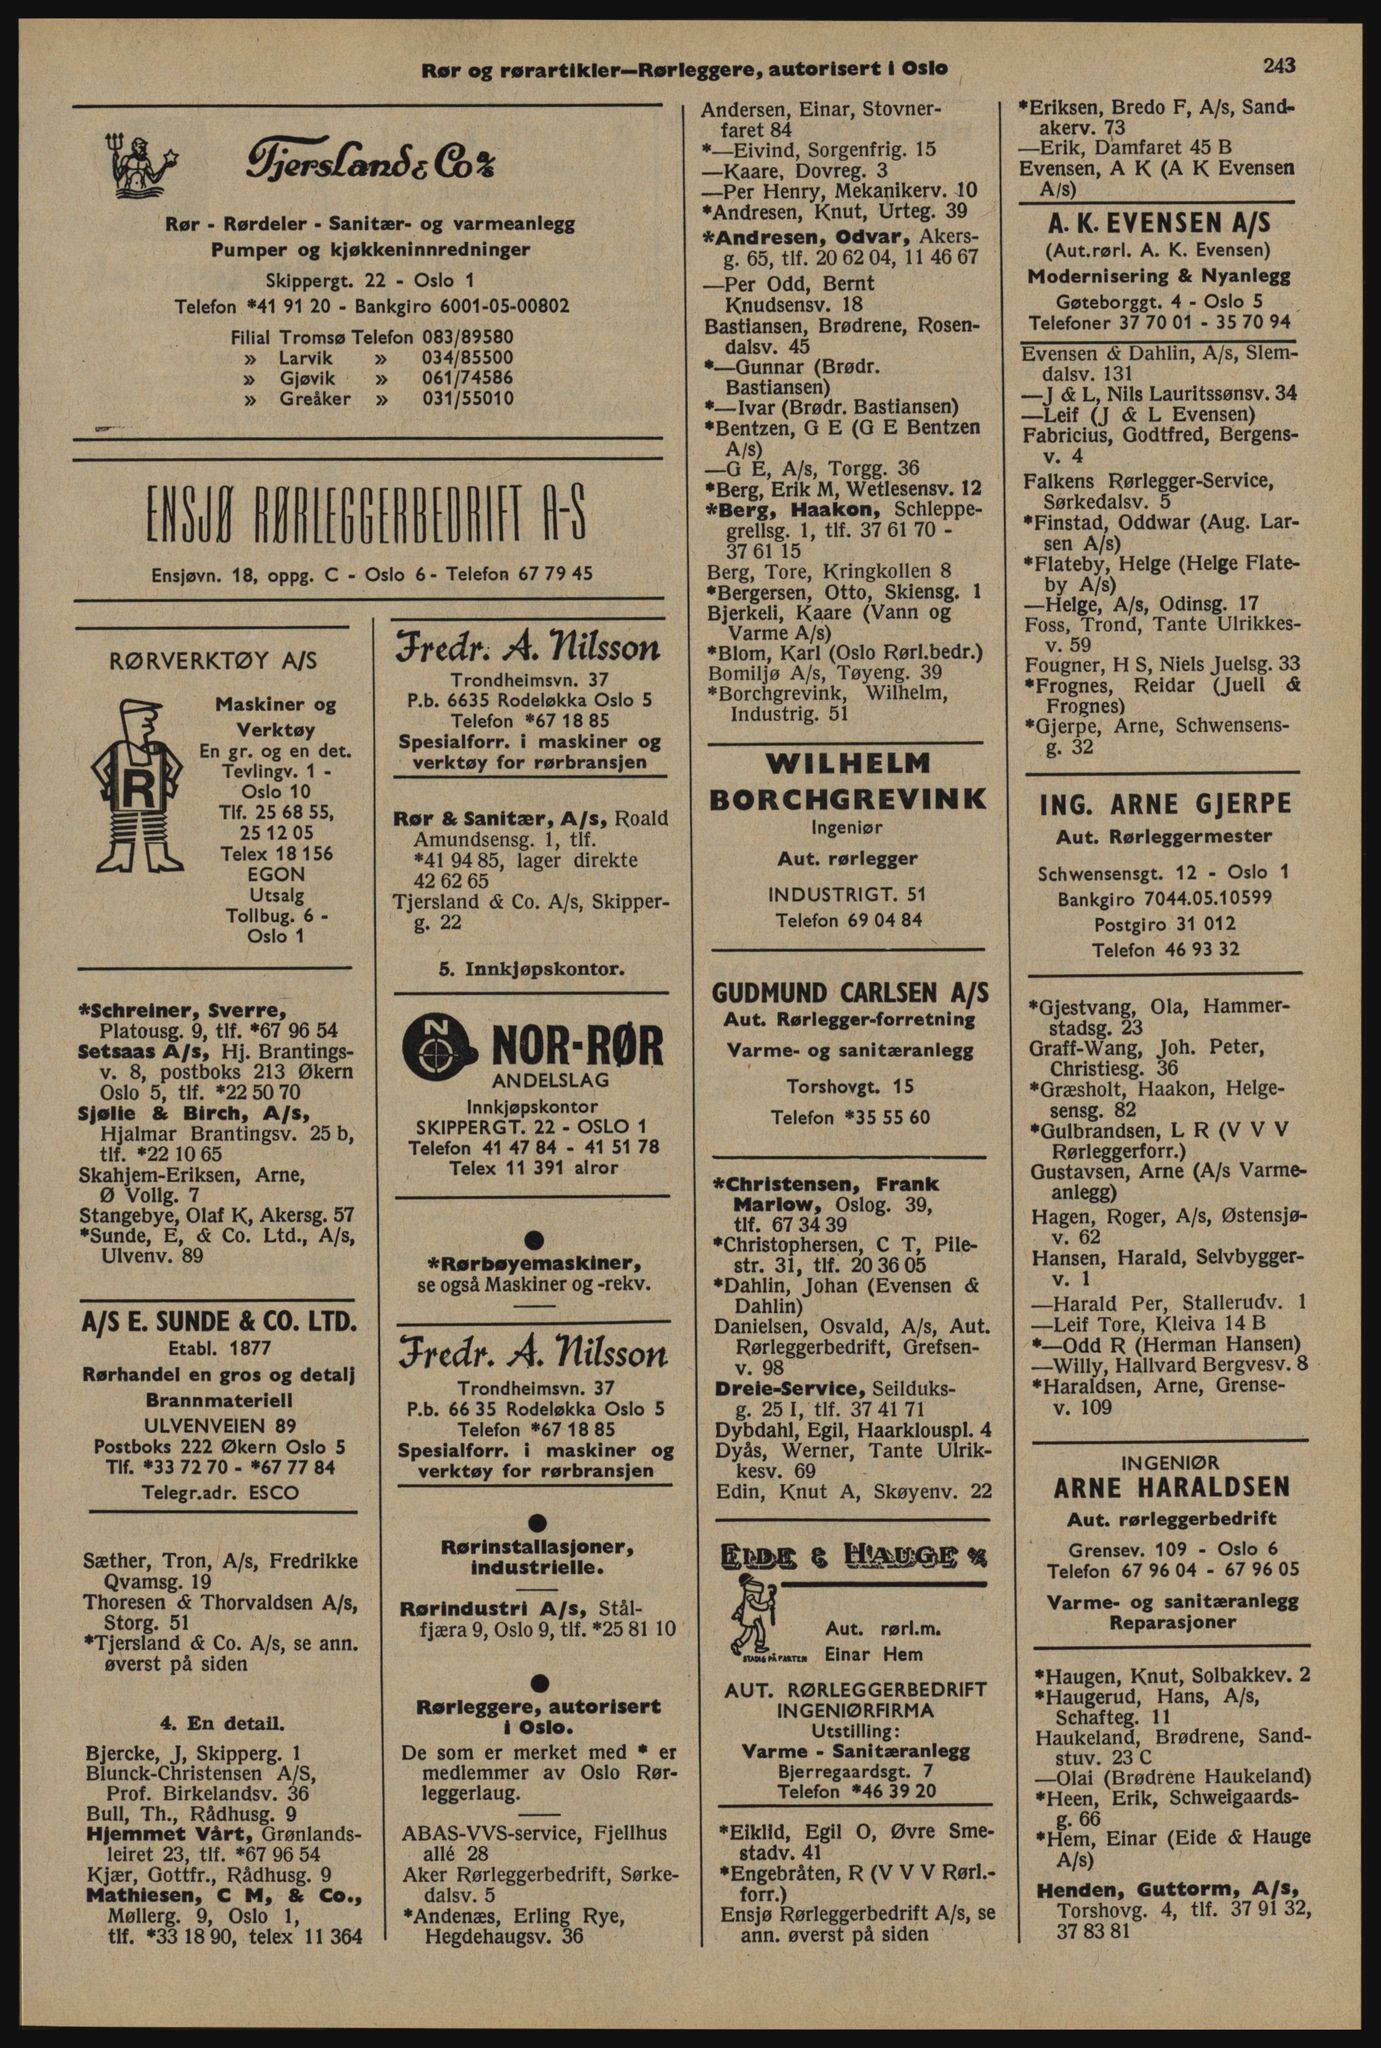 Rør og rørartikler—Rørleggere, autorisert i Oslo
243
Tjersland & Co A/S
Rør - Rørdeler - Sanitær- og varmeanlegg
Pumper og kjøkkeninnredninger
Skippergt. 22 - Oslo 1
Telefon *41 91 20 - Bankgiro 6001-05-00802
Filial Tromsø Telefon 083/89580
» Larvik » 034/85500
» Gjøvik » 061/74586
» Greåker » 031/55010
ENSJØ RØRLEGGERBEDRIFT A-S
Ensjøvn. 18, oppg. C - Oslo 6 - Telefon 67 79 45
RØRVERKTØY A/S
Maskiner og
Verktøy
En gr. og en det.
Tevlingv. 1 -
Oslo 10
Tlf. 25 68 55,
25 12 05
Telex 18 156
EGON
Utsalg
Tollbug. 6 -
Oslo 1
R
*Schreiner, Sverre,
Platousg. 9, tlf. *67 96 54
Setsaas A/s, Hj. Brantings-
v. 8, postboks 213 Økern
Oslo 5, tlf. *22 50 70
Sjølie & Birch, A/s,
Hjalmar Brantingsv. 25 b,
tlf. *22 10 65
Skahjem-Eriksen, Arne,
Ø Vollg. 7
Stangebye, Olaf K, Akersg. 57
*Sunde, E, & Co. Ltd., A/s,
Ulvenv. 89
A/S E. SUNDE & CO. LTD.
Etabl. 1877
Rørhandel en gros og detalj
Brannmateriell
ULVENVEIEN 89
Postboks 222 Økern Oslo 5
Tlf. *33 72 70 - *67 77 84
Telegr.adr. ESCO
Sæther, Tron, A/s, Fredrikke
Qvamsg. 19
Thoresen & Thorvaldsen A/s,
Storg. 51
*Tjersland & Co. A/s, se ann.
øverst på siden
4. En detail.
Bjercke, J, Skipperg. 1
Blunck-Christensen A/S,
Prof. Birkelandsv. 36
Bull, Th., Rådhusg. 9
Hjemmet Vårt, Grønlands-
leiret 23, tlf. *67 96 54
Kjær, Gottfr., Rådhusg. 9
Mathiesen, C M, & Co.,
Møllerg. 9, Oslo 1,
tlf. *33 18 90, telex 11 364
Fredr. A. Nilsson
Trondheimsvn. 37
P.b. 6635 Rodeløkka Oslo 5
Telefon *67 18 85
Spesialforr. i maskiner og
verktøy for rørbransjen
Rør & Sanitær, A/s, Roald
Amundsensg. 1, tlf.
*41 94 85, lager direkte
42 62 65
Tjersland & Co. A/s, Skipper-
g. 22
5. Innkjøpskontor.
N
NOR-RØR
ANDELSLAG
Innkjøpskontor
SKIPPERGT. 22 - OSLO 1
Telefon 41 47 84 - 41 51 78
Telex 11 391 alror
*Rørbøyemaskiner,
se også Maskiner og -rekv.
Fredr. A. Nilsson
Trondheimsvn. 37
P.b. 66 35 Rodeløkka Oslo 5
Telefon *67 18 85
Spesialforr. i maskiner og
verktøy for rørbransjen
Rørinstallasjoner,
industrielle.
Rørindustri A/s, Stål-
fjæra 9, Oslo 9, tlf. *25 81 10
Rørleggere, autorisert
i Oslo.
De som er merket med * er
medlemmer av Oslo Rør-
leggerlaug.
ABAS-VVS-service, Fjellhus
allé 28
Aker Rørleggerbedrift, Sørke-
dalsv. 5
*Andenæs, Erling Rye,
Hegdehaugsv. 36
Andersen, Einar, Stovner-
faret 84
*—Eivind, Sorgenfrig. 15
—Kaare, Dovreg. 3
—Per Henry, Mekanikerv. 10
*Andresen, Knut, Urteg. 39
*Andresen, Odvar, Akers-
g. 65, tlf. 20 62 04, 11 46 67
—Per Odd, Bernt
Knudsensv. 18
Bastiansen, Brødrene, Rosen-
dalsv. 45
*—Gunnar (Brødr.
Bastiansen)
*—Ivar (Brødr. Bastiansen)
*Bentzen, G E (G E Bentzen
A/s)
—G E, A/s, Torgg. 36
*Berg, Erik M, Wetlesensv. 12
*Berg, Haakon, Schleppe-
grellsg. 1, tlf. 37 61 70 -
37 61 15
Berg, Tore, Kringkollen 8
*Bergersen, Otto, Skiensg. 1
Bjerkeli, Kaare (Vann og
Varme A/s)
*Blom, Karl (Oslo Rørl.bedr.)
Bomiljø A/s, Tøyeng. 39
*Borchgrevink, Wilhelm,
Industrig. 51
WILHELM
BORCHGREVINK
Ingeniør
Aut. rørlegger
INDUSTRIGT. 51
Telefon 69 04 84
GUDMUND CARLSEN A/S
Aut. Rørlegger-forretning
Varme- og sanitæranlegg
Torshovgt. 15
Telefon *35 55 60
*Christensen, Frank
Marlow, Oslog. 39,
tlf. 67 34 39
*Christophersen, C T, Pile-
str. 31, tlf. 20 36 05
*Dahlin, Johan (Evensen &
Dahlin)
Danielsen, Osvald, A/s, Aut.
Rørleggerbedrift, Grefsen-
v. 98
Dreie-Service, Seilduks-
g. 25 I, tlf. 37 41 71
Dybdahl, Egil, Haarklouspl. 4
Dyås, Werner, Tante Ulrik-
kesv. 69
Edin, Knut A, Skøyenv. 22
EIDE & HAUGE A/S
STADIG PÅ FARTEN
Aut. rørl.m.
Einar Hem
AUT. RØRLEGGERBEDRIFT
INGENIØRFIRMA
Utstilling:
Varme - Sanitæranlegg
Bjerregaardsgt. 7
Telefon *46 39 20
*Eiklid, Egil O, Øvre Sme-
stadv. 41
*Engebråten, R (V V V Rørl.-
forr.)
Ensjø Rørleggerbedrift A/s, se
ann. øverst på siden
*Eriksen, Bredo F, A/s, Sand-
akerv. 73
—Erik, Damfaret 45 B
Evensen, A K (A K Evensen
A/s)
A. K. EVENSEN A/S
(Aut.rørl. A. K. Evensen)
Modernisering & Nyanlegg
Gøteborggt. 4 - Oslo 5
Telefoner 37 70 01 - 35 70 94
Evensen & Dahlin, A/s, Slem-
dalsv. 131
—J & L, Nils Lauritssønsv. 34
—Leif (J & L Evensen)
Fabricius, Godtfred, Bergens-
v. 4
Falkens Rørlegger-Service,
Sørkedalsv. 5
*Finstad, Oddwar (Aug. Lar-
sen A/s)
*Flateby, Helge (Helge Flate-
by A/s)
—Helge, A/s, Odinsg. 17
Foss, Trond, Tante Ulrikkes-
v. 59
Fougner, H S, Niels Juelsg. 33
*Frognes, Reidar (Juell &
Frognes)
*Gjerpe, Arne, Schwensens-
g. 32
ING. ARNE GJERPE
Aut. Rørleggermester
Schwensensgt. 12 - Oslo 1
Bankgiro 7044.05.10599
Postgiro 31 012
Telefon 46 93 32
*Gjestvang, Ola, Hammer-
stadsg. 23
Graff-Wang, Joh. Peter,
Christiesg. 36
*Græsholt, Haakon, Helge-
sensg. 82
*Gulbrandsen, L R (V V V
Rørleggerforr.)
Gustavsen, Arne (A/s Varme-
anlegg)
Hagen, Roger, A/s, Østensjø-
v. 62
Hansen, Harald, Selvbygger-
v. 1
—Harald Per, Stallerudv. 1
—Leif Tore, Kleiva 14 B
*—Odd R (Herman Hansen)
—Willy, Hallvard Bergvesv. 8
*Haraldsen, Arne, Grense-
v. 109
INGENIØR
ARNE HARALDSEN
Aut. rørleggerbedrift
Grensev. 109 - Oslo 6
Telefon 67 96 04 - 67 96 05
Varme- og sanitæranlegg
Reparasjoner
*Haugen, Knut, Solbakkev. 2
*Haugerud, Hans, A/s,
Schafteg. 11
Haukeland, Brødrene, Sand-
stuv. 23 C
—Olai (Brødrene Haukeland)
*Heen, Erik, Schweigaards-
g. 66
*Hem, Einar (Eide & Hauge
A/s)
Henden, Guttorm, A/s,
Torshovg. 4, tlf. 37 91 32,
37 83 81